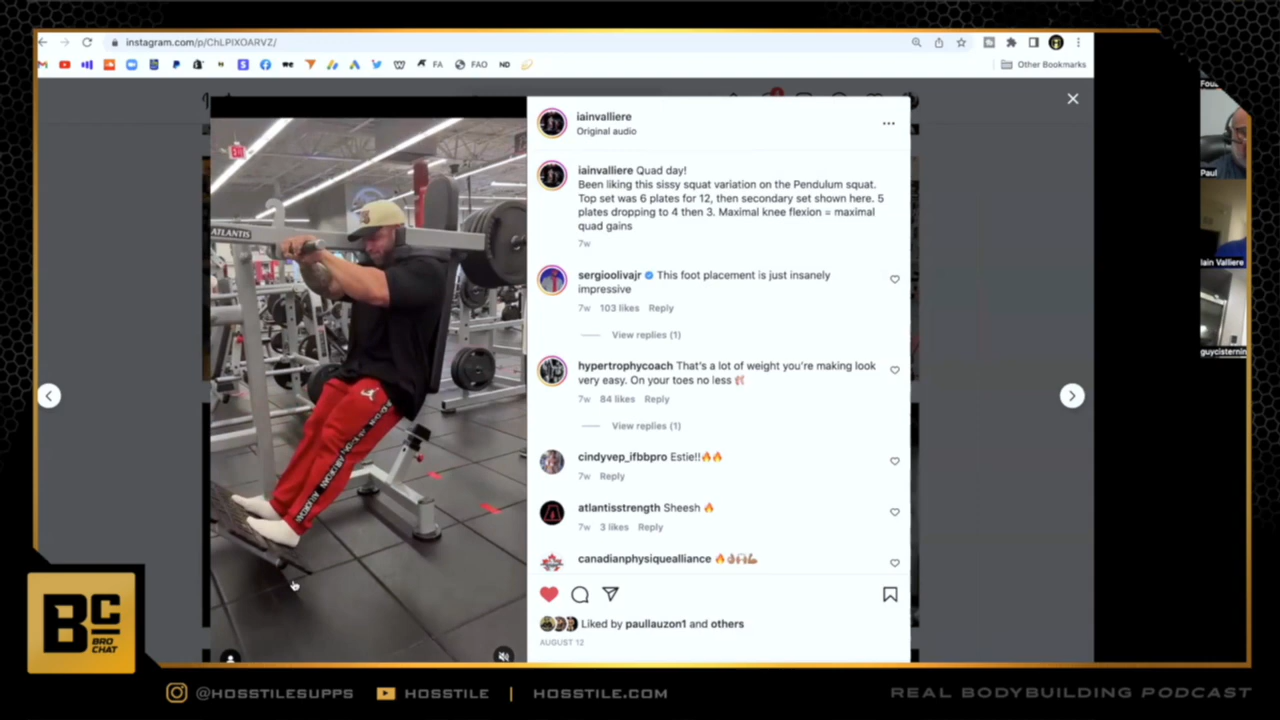 instagram.com/p/ChLPlXOARVZ/
FA
FAO
ND
Other Bookmarks
EXIT
ATLANTIS
iainvalliere
Original audio
iainvalliere Quad day!
Been liking this sissy squat variation on the Pendulum squat.
Top set was 6 plates for 12, then secondary set shown here. 5
plates dropping to 4 then 3. Maximal knee flexion = maximal
quad gains
7w
sergioolivajr This foot placement is just insanely
impressive
7w 103 likes Reply
View replies (1)
hypertrophycoach That's a lot of weight you're making look
very easy. On your toes no less
7w 84 likes Reply
View replies (1)
cindyvep_ifbbpro Estie!!🔥🔥
7w Reply
atlantisstrength Sheesh 🔥
7w 3 likes Reply
canadianphysiquealliance
Liked by paullauzon1 and others
AUGUST 12
Paul
Iain Valliere
guycisternin
BC
BRO
CHAT
@HOSSTILESUPPS
HOSSTILE | HOSSTILE.COM
REAL BODYBUILDING PODCAST